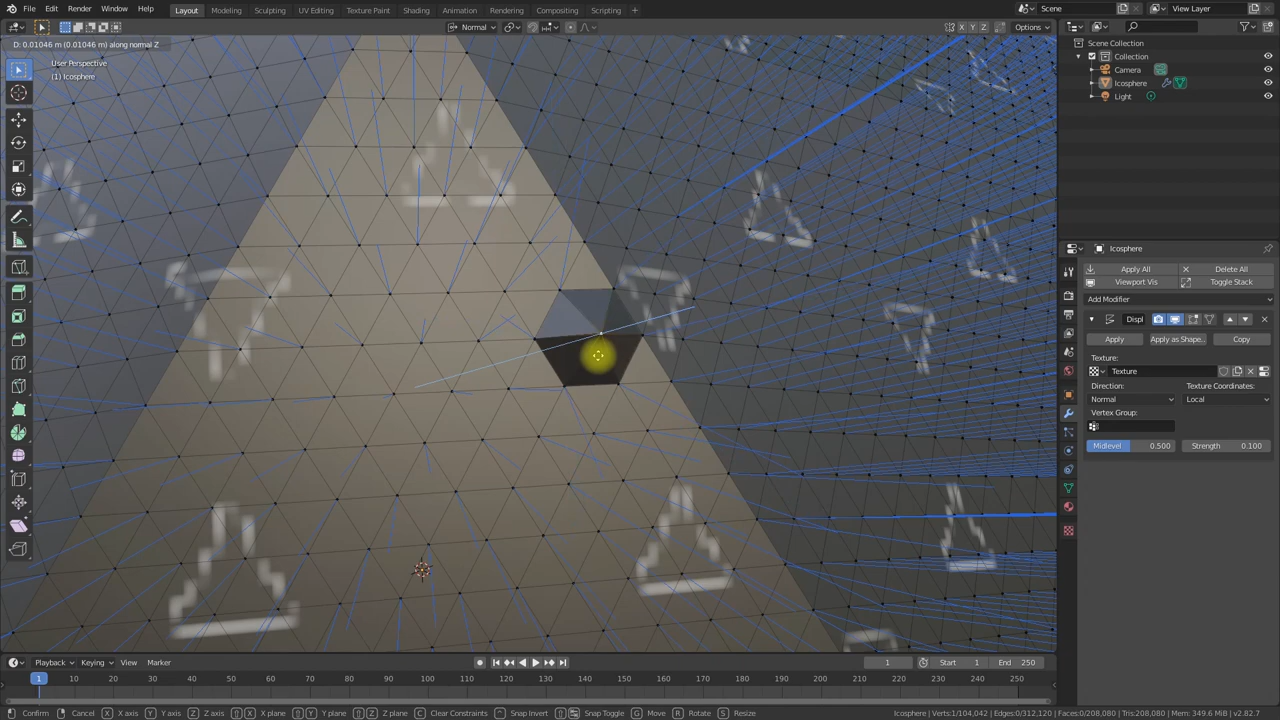 File Edit Render Window Help
Layout Modeling Sculpting UV Editing Texture Paint Shading Animation Rendering Compositing Scripting +
Scene
View Layer
Normal
X Y Z
Options
D: 0.01046 m (0.01046 m) along normal Z
User Perspective
(1) Icosphere
Scene Collection
Collection
Camera
Icosphere
Light
Icosphere
Apply All
Delete All
Viewport Vis
Toggle Stack
Add Modifier
Displ
Apply
Apply as Shape..
Copy
Texture:
Texture
Direction:
Texture Coordinates:
Normal
Local
Vertex Group:
Midlevel 0.500
Strength 0.100
Playback Keying View Marker
1
Start 1
End 250
1 10 20 30 40 50 60 70 80 90 100 110 120 130 140 150 160 170 180 190 200 210 220 230 240 250
Confirm Cancel X X axis Y Y axis Z Z axis X X plane Y Y plane Z Z plane C Clear Constraints Snap Invert Snap Toggle G Move R Rotate S Resize
Icosphere | Verts:1/104,042 | Edges:0/312,120 | Faces:0/208,080 | Tris:208,080 | Mem: 349.6 MiB | v2.82.7